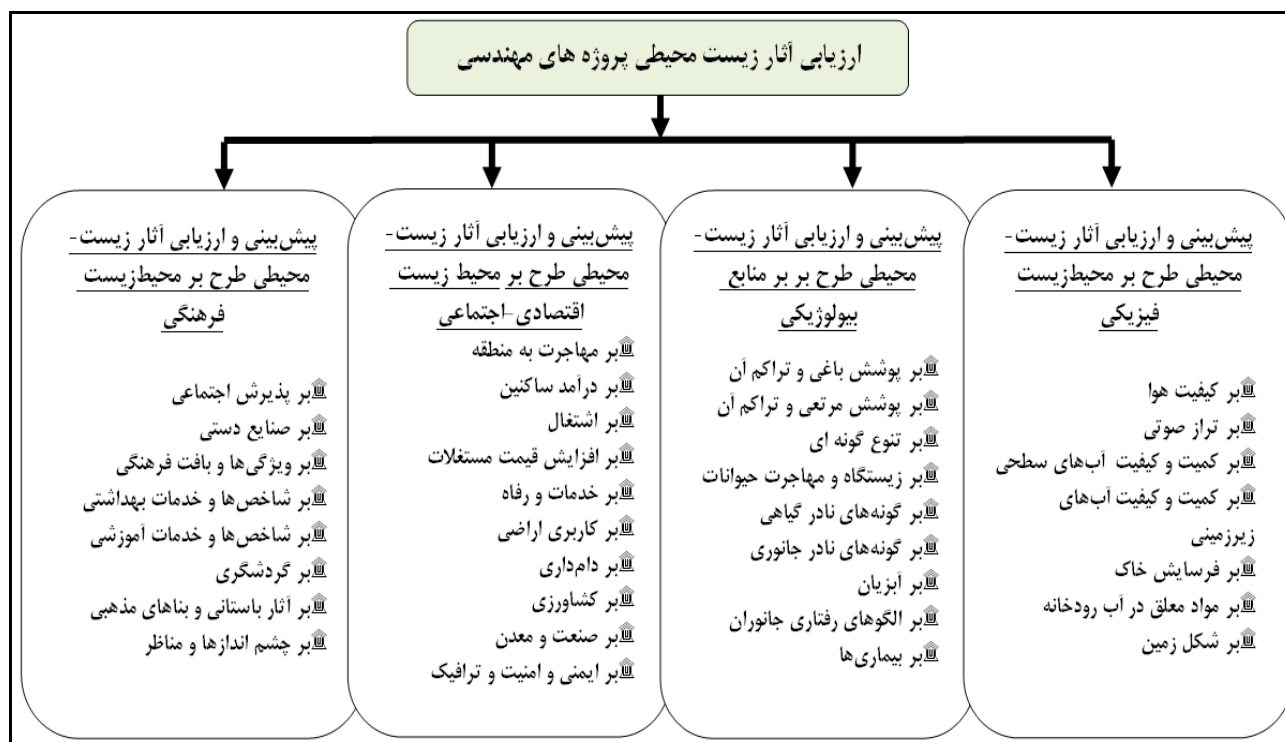 ارزیابی آثار زیست محیطی پروژه های مهندسی
پیش‌بینی و ارزیابی آثار زیست-
محیطی طرح بر محیط‌زیست
فیزیکی
بر کیفیت هوا
بر تراز صوتی
بر کمیت و کیفیت آب‌های سطحی
بر کمیت و کیفیت آب‌های
زیرزمینی
بر فرسایش خاک
بر مواد معلق در آب رودخانه
بر شکل زمین
پیش‌بینی و ارزیابی آثار زیست-
محیطی طرح بر بر منابع
بیولوژیکی
بر پوشش باغی و تراکم آن
بر پوشش مرتعی و تراکم آن
بر تنوع گونه ای
بر زیستگاه و مهاجرت حیوانات
بر گونه‌های نادر گیاهی
بر گونه‌های نادر جانوری
بر آبزیان
بر الگوهای رفتاری جانوران
بر بیماری‌ها
پیش‌بینی و ارزیابی آثار زیست-
محیطی طرح بر محیط زیست
اقتصادی-اجتماعی
بر مهاجرت به منطقه
بر درآمد ساکنین
بر اشتغال
بر افزایش قیمت مستغلات
بر خدمات و رفاه
بر کاربری اراضی
بر دام‌داری
بر کشاورزی
بر صنعت و معدن
بر ایمنی و امنیت و ترافیک
پیش‌بینی و ارزیابی آثار زیست-
محیطی طرح بر محیط‌زیست
فرهنگی
بر پذیرش اجتماعی
بر صنایع دستی
بر ویژگی‌ها و بافت فرهنگی
بر شاخص‌ها و خدمات بهداشتی
بر شاخص‌ها و خدمات آموزشی
بر گردشگری
بر آثار باستانی و بناهای مذهبی
بر چشم اندازها و مناظر